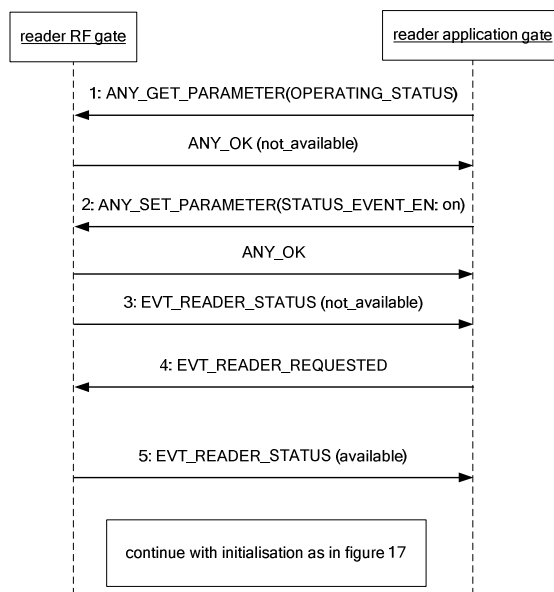 reader RF gate
reader application gate
1: ANY_GET_PARAMETER(OPERATING_STATUS)
ANY_OK (not_available)
2: ANY_SET_PARAMETER(STATUS_EVENT_EN: on)
ANY_OK
3: EVT_READER_STATUS (not_available)
4: EVT_READER_REQUESTED
5: EVT_READER_STATUS (available)
continue with initialisation as in figure 17